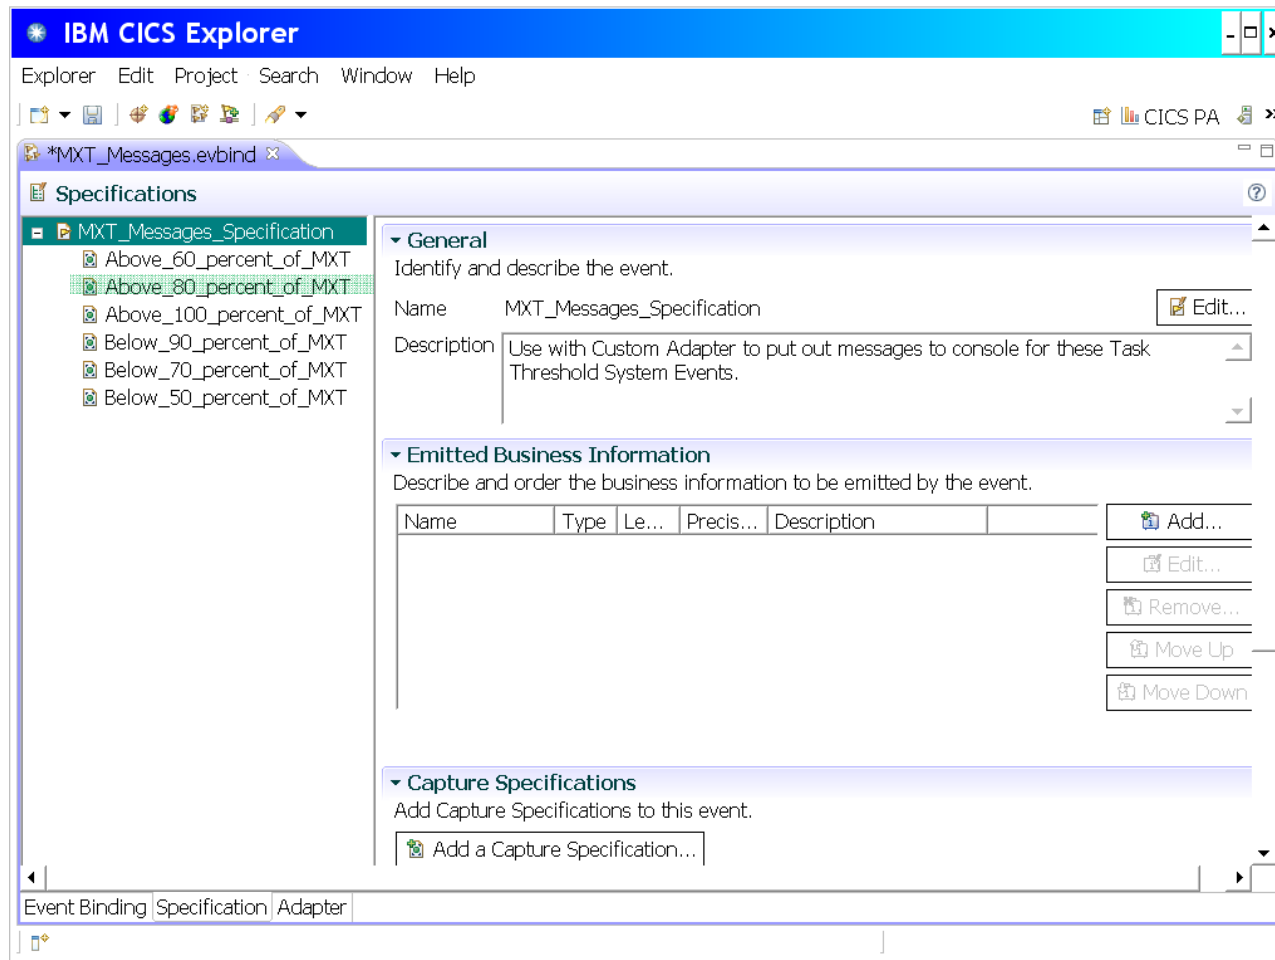 IBM CICS Explorer
Explorer Edit Project Search Window Help
CICS PA
*MXT_Messages.evbind
Specifications
MXT_Messages_Specification
Above_60_percent_of_MXT
Above_80_percent_of_MXT
Above_100_percent_of_MXT
Below_90_percent_of_MXT
Below_70_percent_of_MXT
Below_50_percent_of_MXT
General
Identify and describe the event.
Name MXT_Messages_Specification Edit...
Description Use with Custom Adapter to put out messages to console for these Task
Threshold System Events.
Emitted Business Information
Describe and order the business information to be emitted by the event.
Name Type Le... Precis... Description
Add...
Edit...
Remove...
Move Up
Move Down
Capture Specifications
Add Capture Specifications to this event.
Add a Capture Specification...
Event Binding Specification Adapter